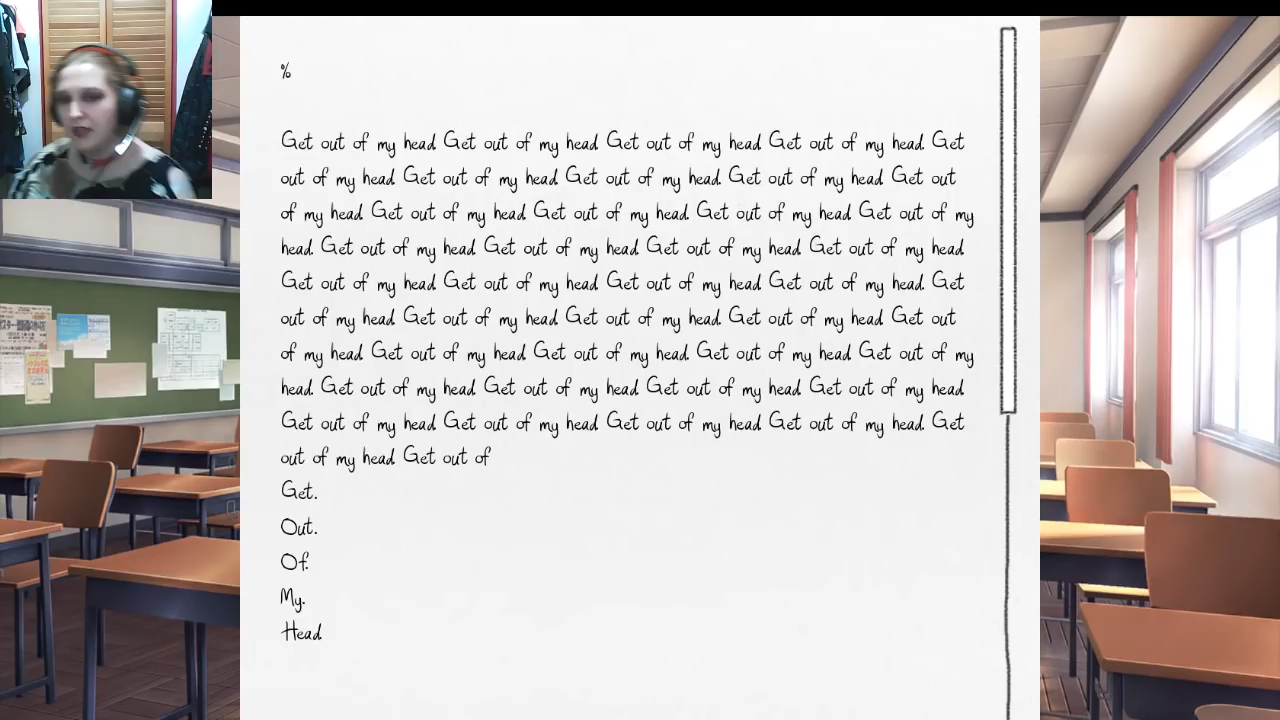 %
Get out of my head. Get out of my head. Get out of my head. Get out of my head. Get
out of my head. Get out of my head. Get out of my head. Get out of my head. Get out
of my head. Get out of my head. Get out of my head. Get out of my head. Get out of my
head. Get out of my head. Get out of my head. Get out of my head. Get out of my head.
Get out of my head. Get out of my head. Get out of my head. Get out of my head. Get
out of my head. Get out of my head. Get out of my head. Get out of my head. Get out
of my head. Get out of my head. Get out of my head. Get out of my head. Get out of my
head. Get out of my head. Get out of my head. Get out of my head. Get out of my head.
Get out of my head. Get out of my head. Get out of my head. Get out of my head. Get
out of my head. Get out of
Get.
Out.
Of.
My.
Head.